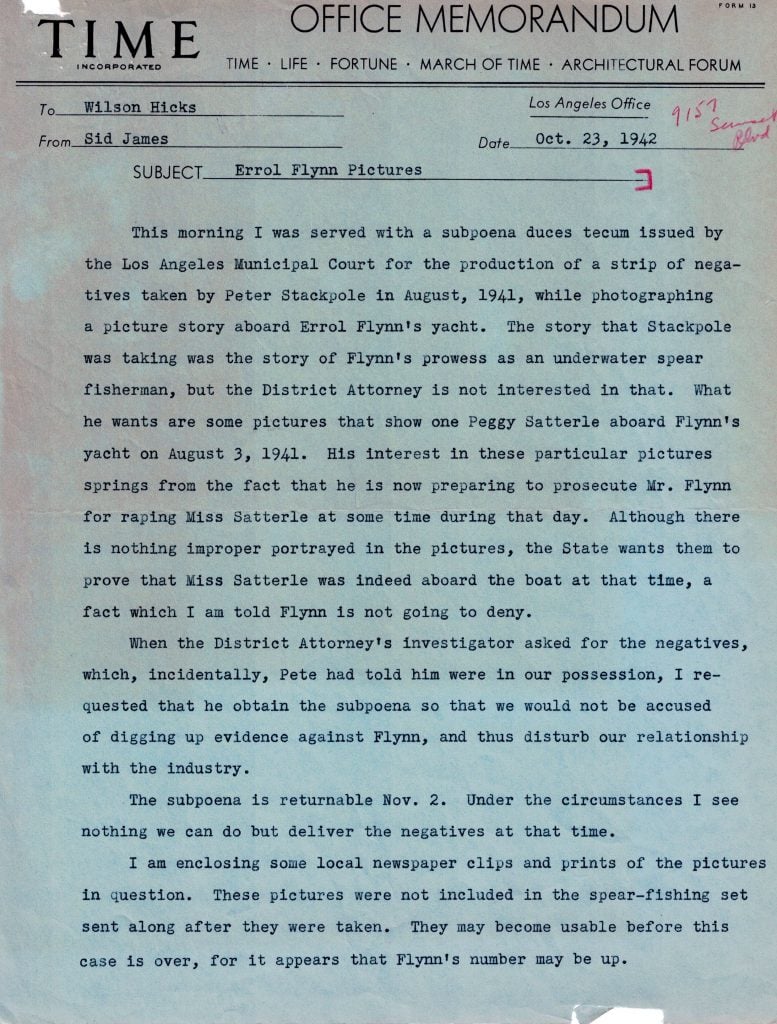 FORM 13
TIME
INCORPORATED
OFFICE MEMORANDUM
TIME · LIFE · FORTUNE · MARCH OF TIME · ARCHITECTURAL FORUM
To Wilson Hicks
Los Angeles Office
9157 Sunset Blvd
From Sid James
Date Oct. 23, 1942
SUBJECT Errol Flynn Pictures
This morning I was served with a subpoena duces tecum issued by
the Los Angeles Municipal Court for the production of a strip of nega-
tives taken by Peter Stackpole in August, 1941, while photographing
a picture story aboard Errol Flynn's yacht. The story that Stackpole
was taking was the story of Flynn's prowess as an underwater spear
fisherman, but the District Attorney is not interested in that. What
he wants are some pictures that show one Peggy Satterle aboard Flynn's
yacht on August 3, 1941. His interest in these particular pictures
springs from the fact that he is now preparing to prosecute Mr. Flynn
for raping Miss Satterle at some time during that day. Although there
is nothing improper portrayed in the pictures, the State wants them to
prove that Miss Satterle was indeed aboard the boat at that time, a
fact which I am told Flynn is not going to deny.
When the District Attorney's investigator asked for the negatives,
which, incidentally, Pete had told him were in our possession, I re-
quested that he obtain the subpoena so that we would not be accused
of digging up evidence against Flynn, and thus disturb our relationship
with the industry.
The subpoena is returnable Nov. 2. Under the circumstances I see
nothing we can do but deliver the negatives at that time.
I am enclosing some local newspaper clips and prints of the pictures
in question. These pictures were not included in the spear-fishing set
sent along after they were taken. They may become usable before this
case is over, for it appears that Flynn's number may be up.